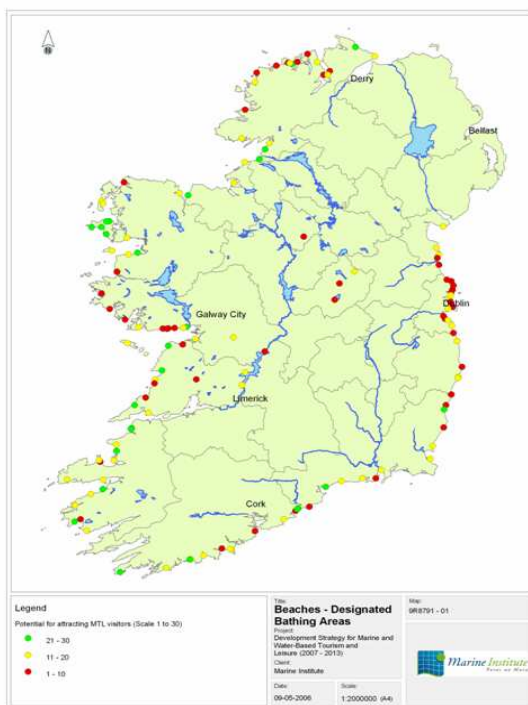 N
Derry
Belfast
Galway City
Dublin
Limerick
Cork
Legend
Potential for attracting MTL visitors (Scale 1 to 30)
21 - 30
11 - 20
1 - 10
Title:
Beaches - Designated
Bathing Areas
Project:
Development Strategy for Marine and
Water-Based Tourism and
Leisure (2007 - 2013)
Client:
Marine Institute
Date:
09-05-2006
Scale:
1:2000000 (A4)
Map:
9R8791 - 01
Marine Institute